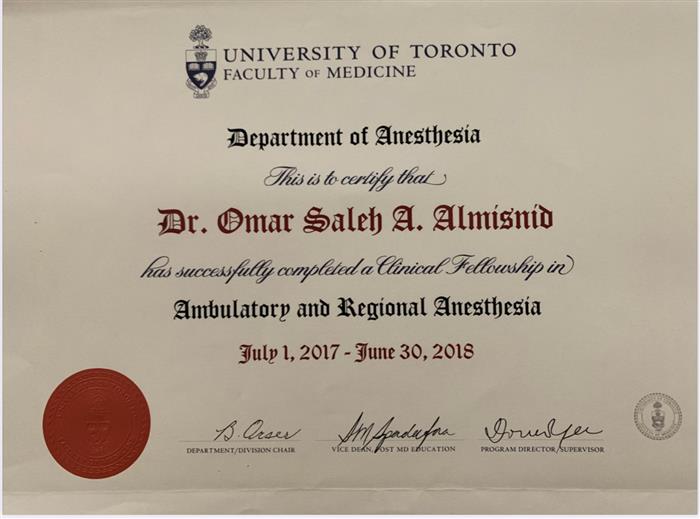 UNIVERSITY OF TORONTO
FACULTY OF MEDICINE
Department of Anesthesia
This is to certify that
Dr. Omar Saleh A. Almisnid
has successfully completed a Clinical Fellowship in
Ambulatory and Regional Anesthesia
July 1, 2017 - June 30, 2018
B. Orser
DEPARTMENT/DIVISION CHAIR
VICE DEAN, POST MD EDUCATION
PROGRAM DIRECTOR/SUPERVISOR